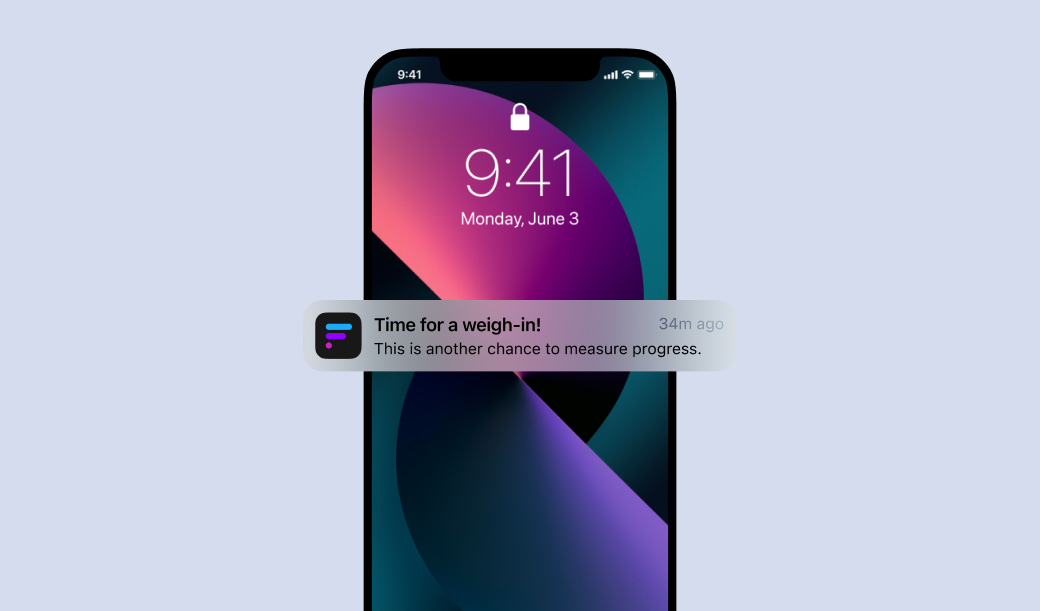 9:41
9:41
Monday, June 3
Time for a weigh-in! 34m ago
This is another chance to measure progress.